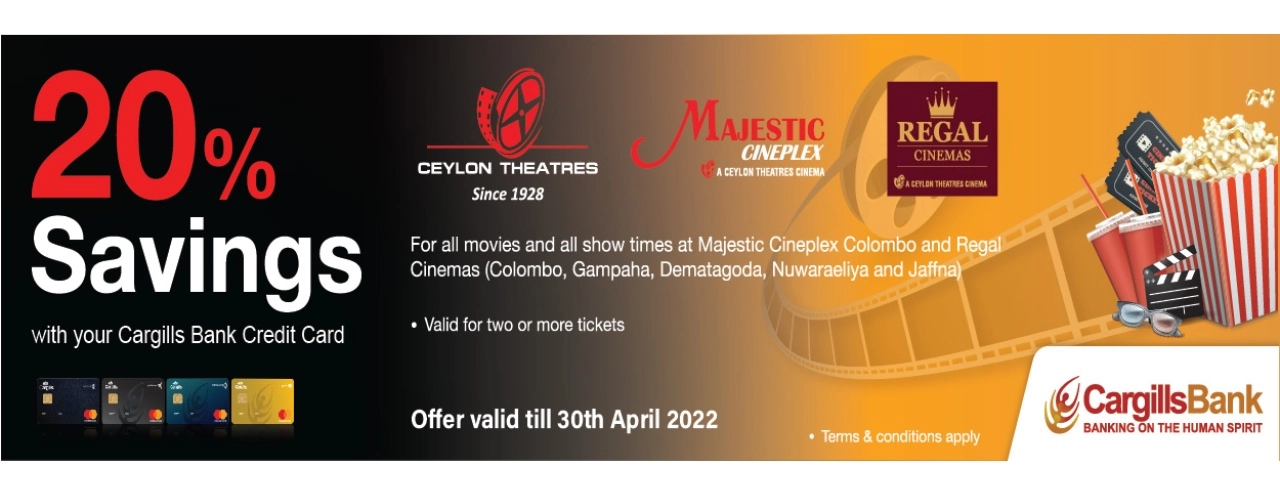 20%
Savings
with your Cargills Bank Credit Card
CEYLON THEATRES
Since 1928
MAJESTIC
CINEPLEX
A CEYLON THEATRES CINEMA
REGAL
CINEMAS
A CEYLON THEATRES CINEMA
For all movies and all show times at Majestic Cineplex Colombo and Regal
Cinemas (Colombo, Gampaha, Dematagoda, Nuwaraeliya and Jaffna)
• Valid for two or more tickets
Offer valid till 30th April 2022
• Terms & conditions apply
CargillsBank
BANKING ON THE HUMAN SPIRIT